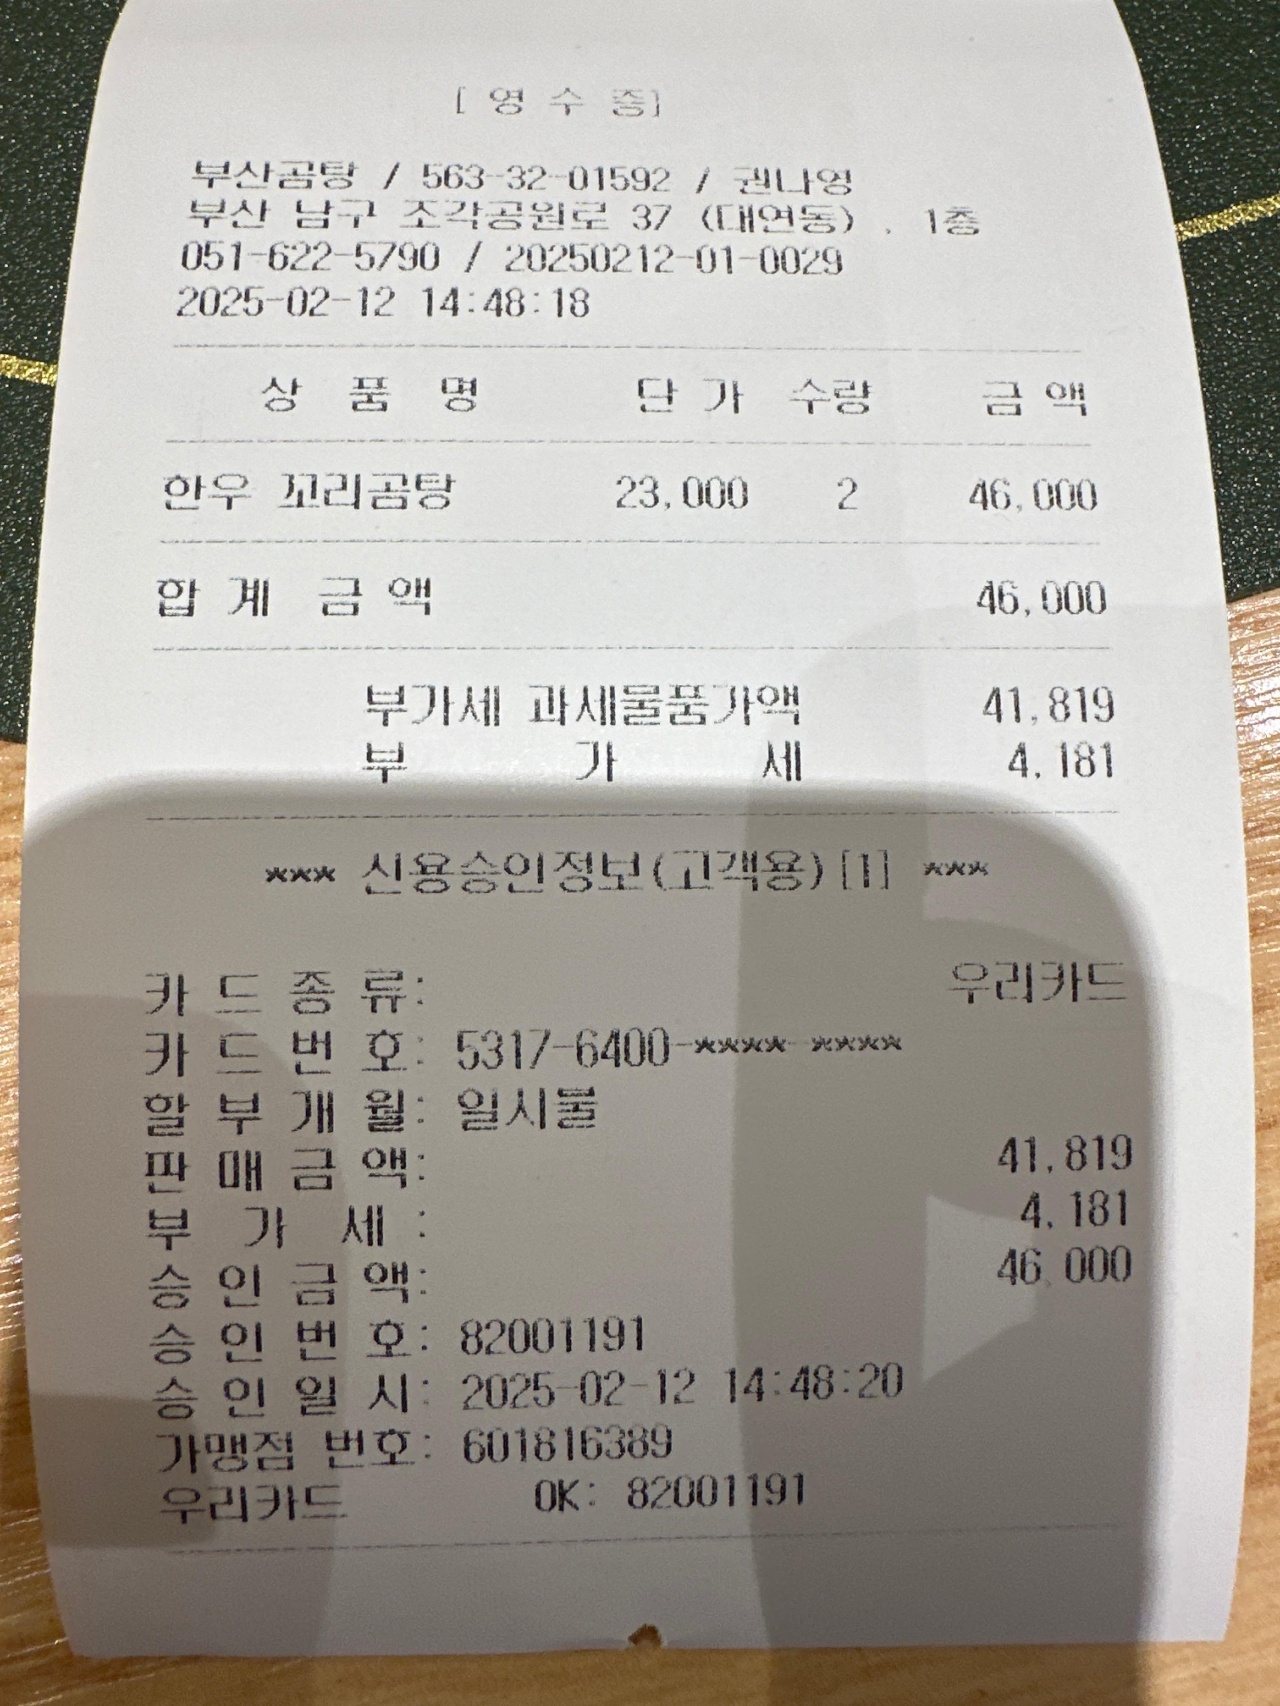 [ 영 수 증]
부산곰탕 / 563-32-01592 / 권나영
부산 남구 조각공원로 37 (대연동) . 1층
051-622-5790 / 20250212-01-0029
2025-02-12 14:48:18
상 품 명 단 가 수량 금 액
한우 꼬리곰탕 23,000 2 46,000
합 계 금 액 46,000
부가세 과세물품가액 41,819
부 가 세 4,181
*** 신용승인정보(고객용)[1] ***
카 드 종 류: 우리카드
카 드 번 호: 5317-6400-****-****
할 부 개 월: 일시불
판 매 금 액: 41,819
부 가 세 : 4,181
승 인 금 액: 46,000
승 인 번 호: 82001191
승 인 일 시: 2025-02-12 14:48:20
가맹점 번호: 601816389
우리카드 OK: 82001191